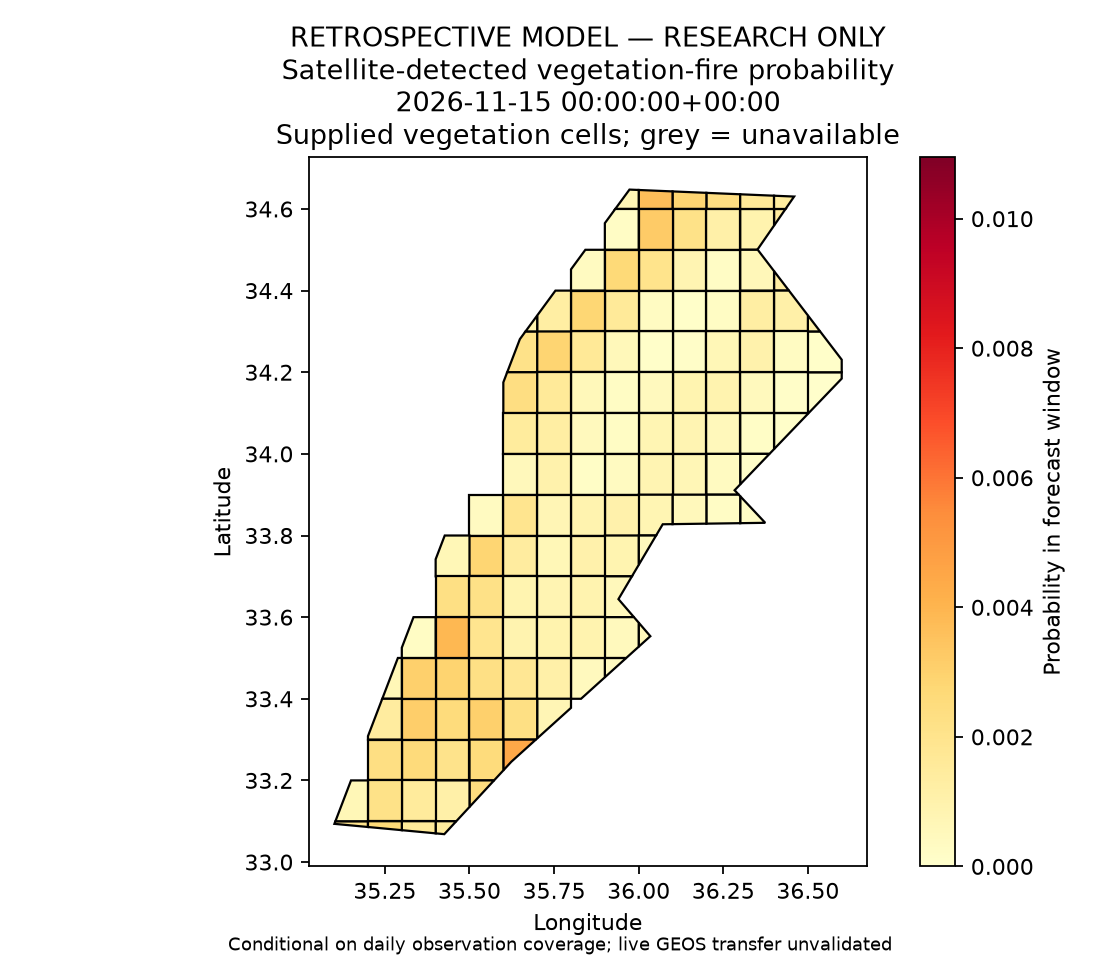 RETROSPECTIVE MODEL — RESEARCH ONLY
Satellite-detected vegetation-fire probability
2026-11-15 00:00:00+00:00
Supplied vegetation cells; grey = unavailable
34.6
34.4
34.2
34.0
33.8
33.6
33.4
33.2
33.0
Latitude
35.25 35.50 35.75 36.00 36.25 36.50
Longitude
0.010
0.008
0.006
0.004
0.002
0.000
Probability in forecast window
Conditional on daily observation coverage; live GEOS transfer unvalidated